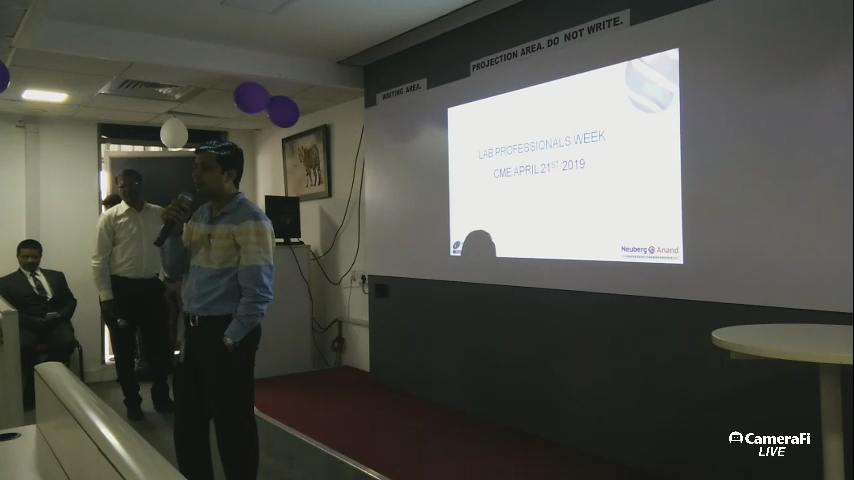 PROJECTION AREA. DO NOT WRITE.
WRITING AREA.
LAB PROFESSIONALS WEEK
CME APRIL 21ST 2019
Neuberg Anand
CameraFi
LIVE